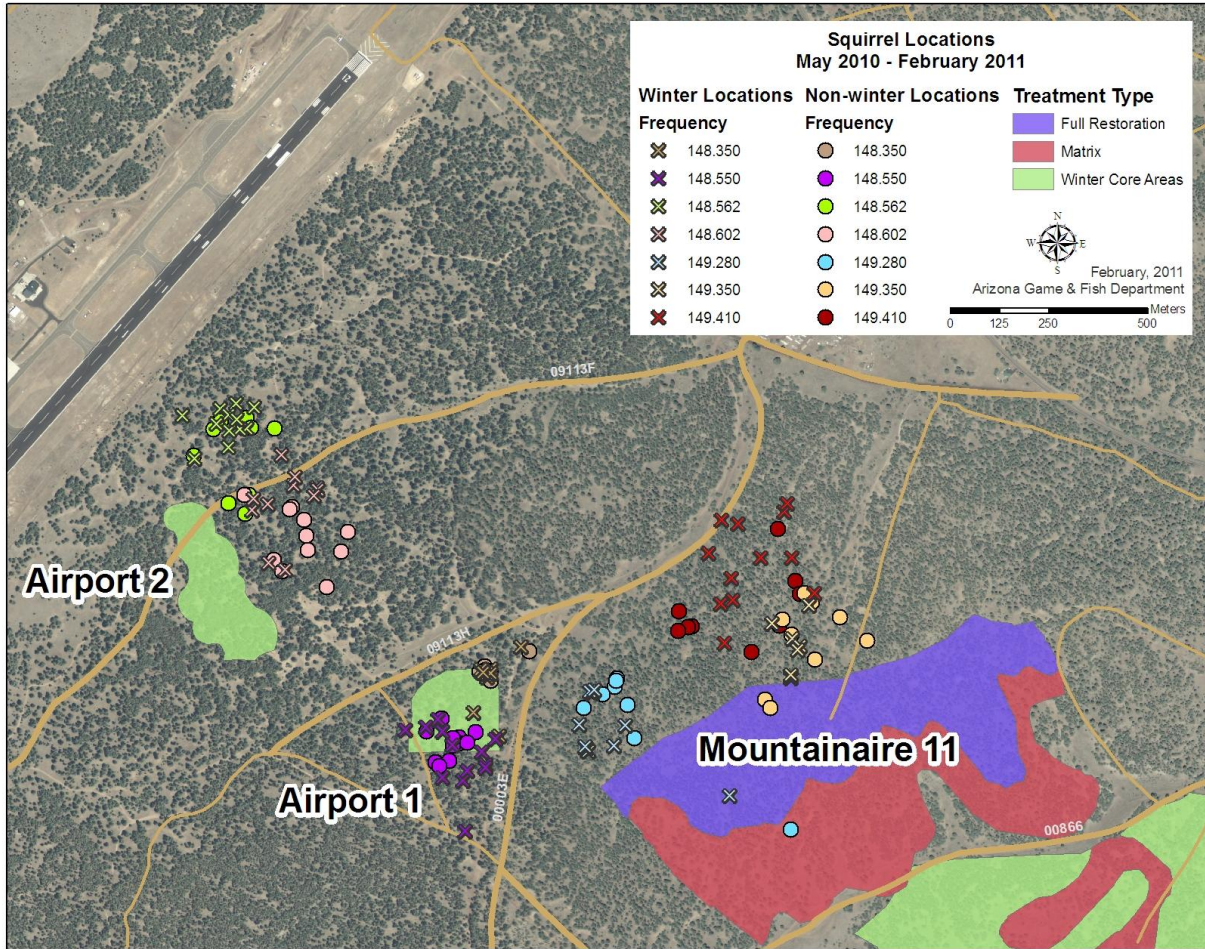 Squirrel Locations
May 2010 - February 2011
Winter Locations
Frequency
148.350
148.550
148.562
148.602
149.280
149.350
149.410
Non-winter Locations
Frequency
148.350
148.550
148.562
148.602
149.280
149.350
149.410
Treatment Type
Full Restoration
Matrix
Winter Core Areas
N
W E
S
February, 2011
Arizona Game & Fish Department
Meters
0 125 250 500
21
09113F
Airport 2
09113H
Mountainaire 11
Airport 1
00003E
00866